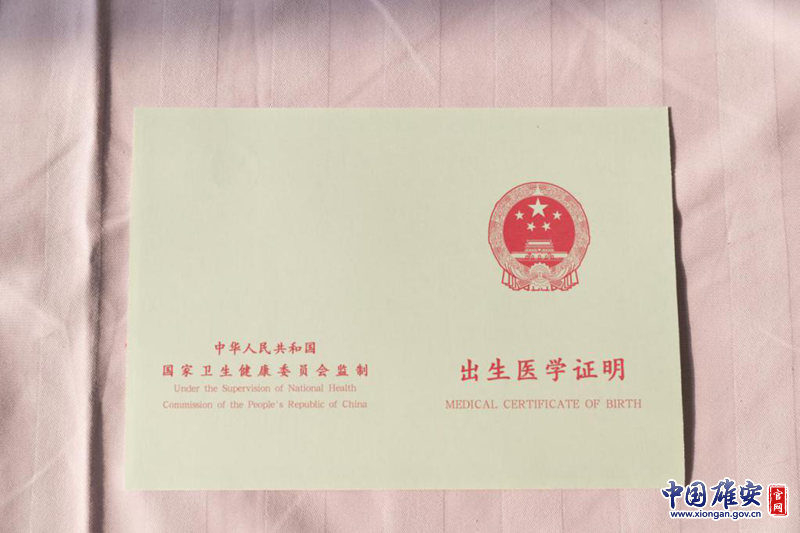 中华人民共和国
国家卫生健康委员会监制
Under the Supervision of National Health
Commission of the People's Republic of China
出生医学证明
MEDICAL CERTIFICATE OF BIRTH
中国雄安 官网
www.xiongan.gov.cn